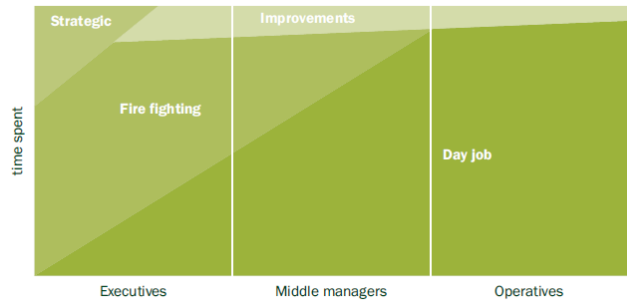 Strategic
Improvements
Fire fighting
Day job
time spent
Executives
Middle managers
Operatives